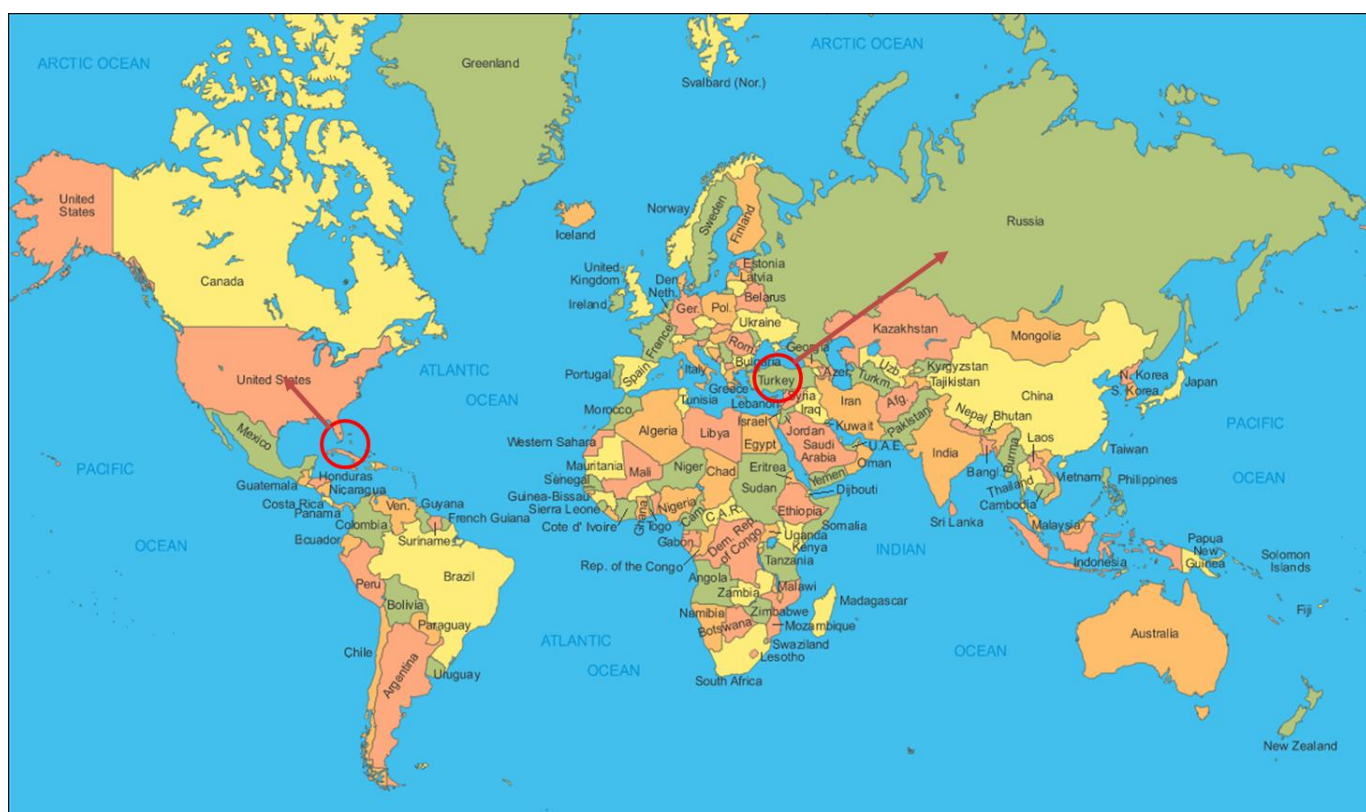 ARCTIC OCEAN
Greenland
Svalbard (Nor.)
ARCTIC OCEAN
United
States
Canada
Iceland
Norway
Sweden
Finland
Russia
United
Kingdom
Ireland
Den.
Neth.
Estonia
Latvia
Belarus
Ger.
Pol.
Ukraine
France
Rom.
Kazakhstan
Mongolia
United States
ATLANTIC
OCEAN
Portugal
Spain
Italy
Bulgaria
Georgia
Greece
Turkey
Azer.
Uzb.
Turkm.
Kyrgyzstan
Tajikistan
China
N. Korea
S. Korea
Japan
Mexico
Morocco
Tunisia
Lebanon
Syria
Iraq
Iran
Afg.
Pakistan
Nepal
Bhutan
PACIFIC
OCEAN
Western Sahara
Algeria
Libya
Israel
Egypt
Jordan
Saudi
Arabia
Kuwait
U.A.E.
Oman
India
Bangl.
Burma
Laos
Taiwan
PACIFIC
OCEAN
Honduras
Guatemala
Nicaragua
Costa Rica
Panama
Ven.
Guyana
French Guiana
Colombia
Suriname
Ecuador
Mauritania
Mali
Niger
Chad
Senegal
Guinea-Bissau
Sierra Leone
Cote d' Ivoire
Ghana
Togo
Nigeria
Cam.
C.A.R.
Eritrea
Sudan
Yemen
Djibouti
Ethiopia
Somalia
Sri Lanka
Thailand
Cambodia
Vietnam
Philippines
Malaysia
Indonesia
Papua
New
Guinea
Solomon
Islands
Peru
Brazil
Bolivia
Paraguay
Chile
Argentina
Uruguay
Gabon
Rep. of the Congo
Dem. Rep.
of Congo
Uganda
Kenya
Tanzania
INDIAN
OCEAN
Angola
Zambia
Malawi
Namibia
Zimbabwe
Botswana
Mozambique
Madagascar
Swaziland
Lesotho
South Africa
ATLANTIC
OCEAN
Fiji
Australia
New Zealand